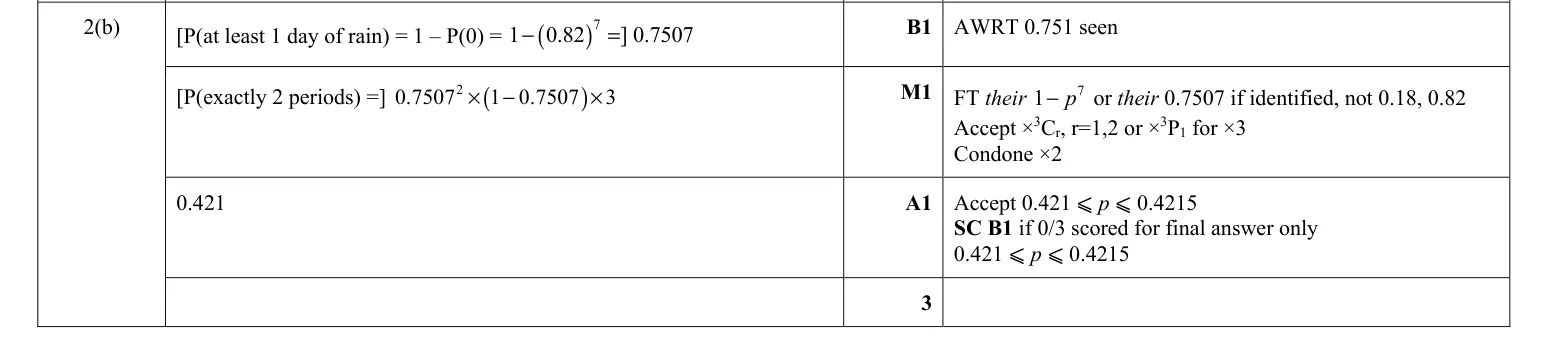 2(b)
[P(at least 1 day of rain) = 1 – P(0) = 1−(0.82)⁷ =] 0.7507
B1
AWRT 0.751 seen
[P(exactly 2 periods) =] 0.7507² × (1−0.7507) × 3
M1
FT their 1− p⁷ or their 0.7507 if identified, not 0.18, 0.82
Accept ×³Cᵣ, r=1,2 or ×³P₁ for ×3
Condone ×2
0.421
A1
Accept 0.421 ⩽ p ⩽ 0.4215
SC B1 if 0/3 scored for final answer only
0.421 ⩽ p ⩽ 0.4215
3